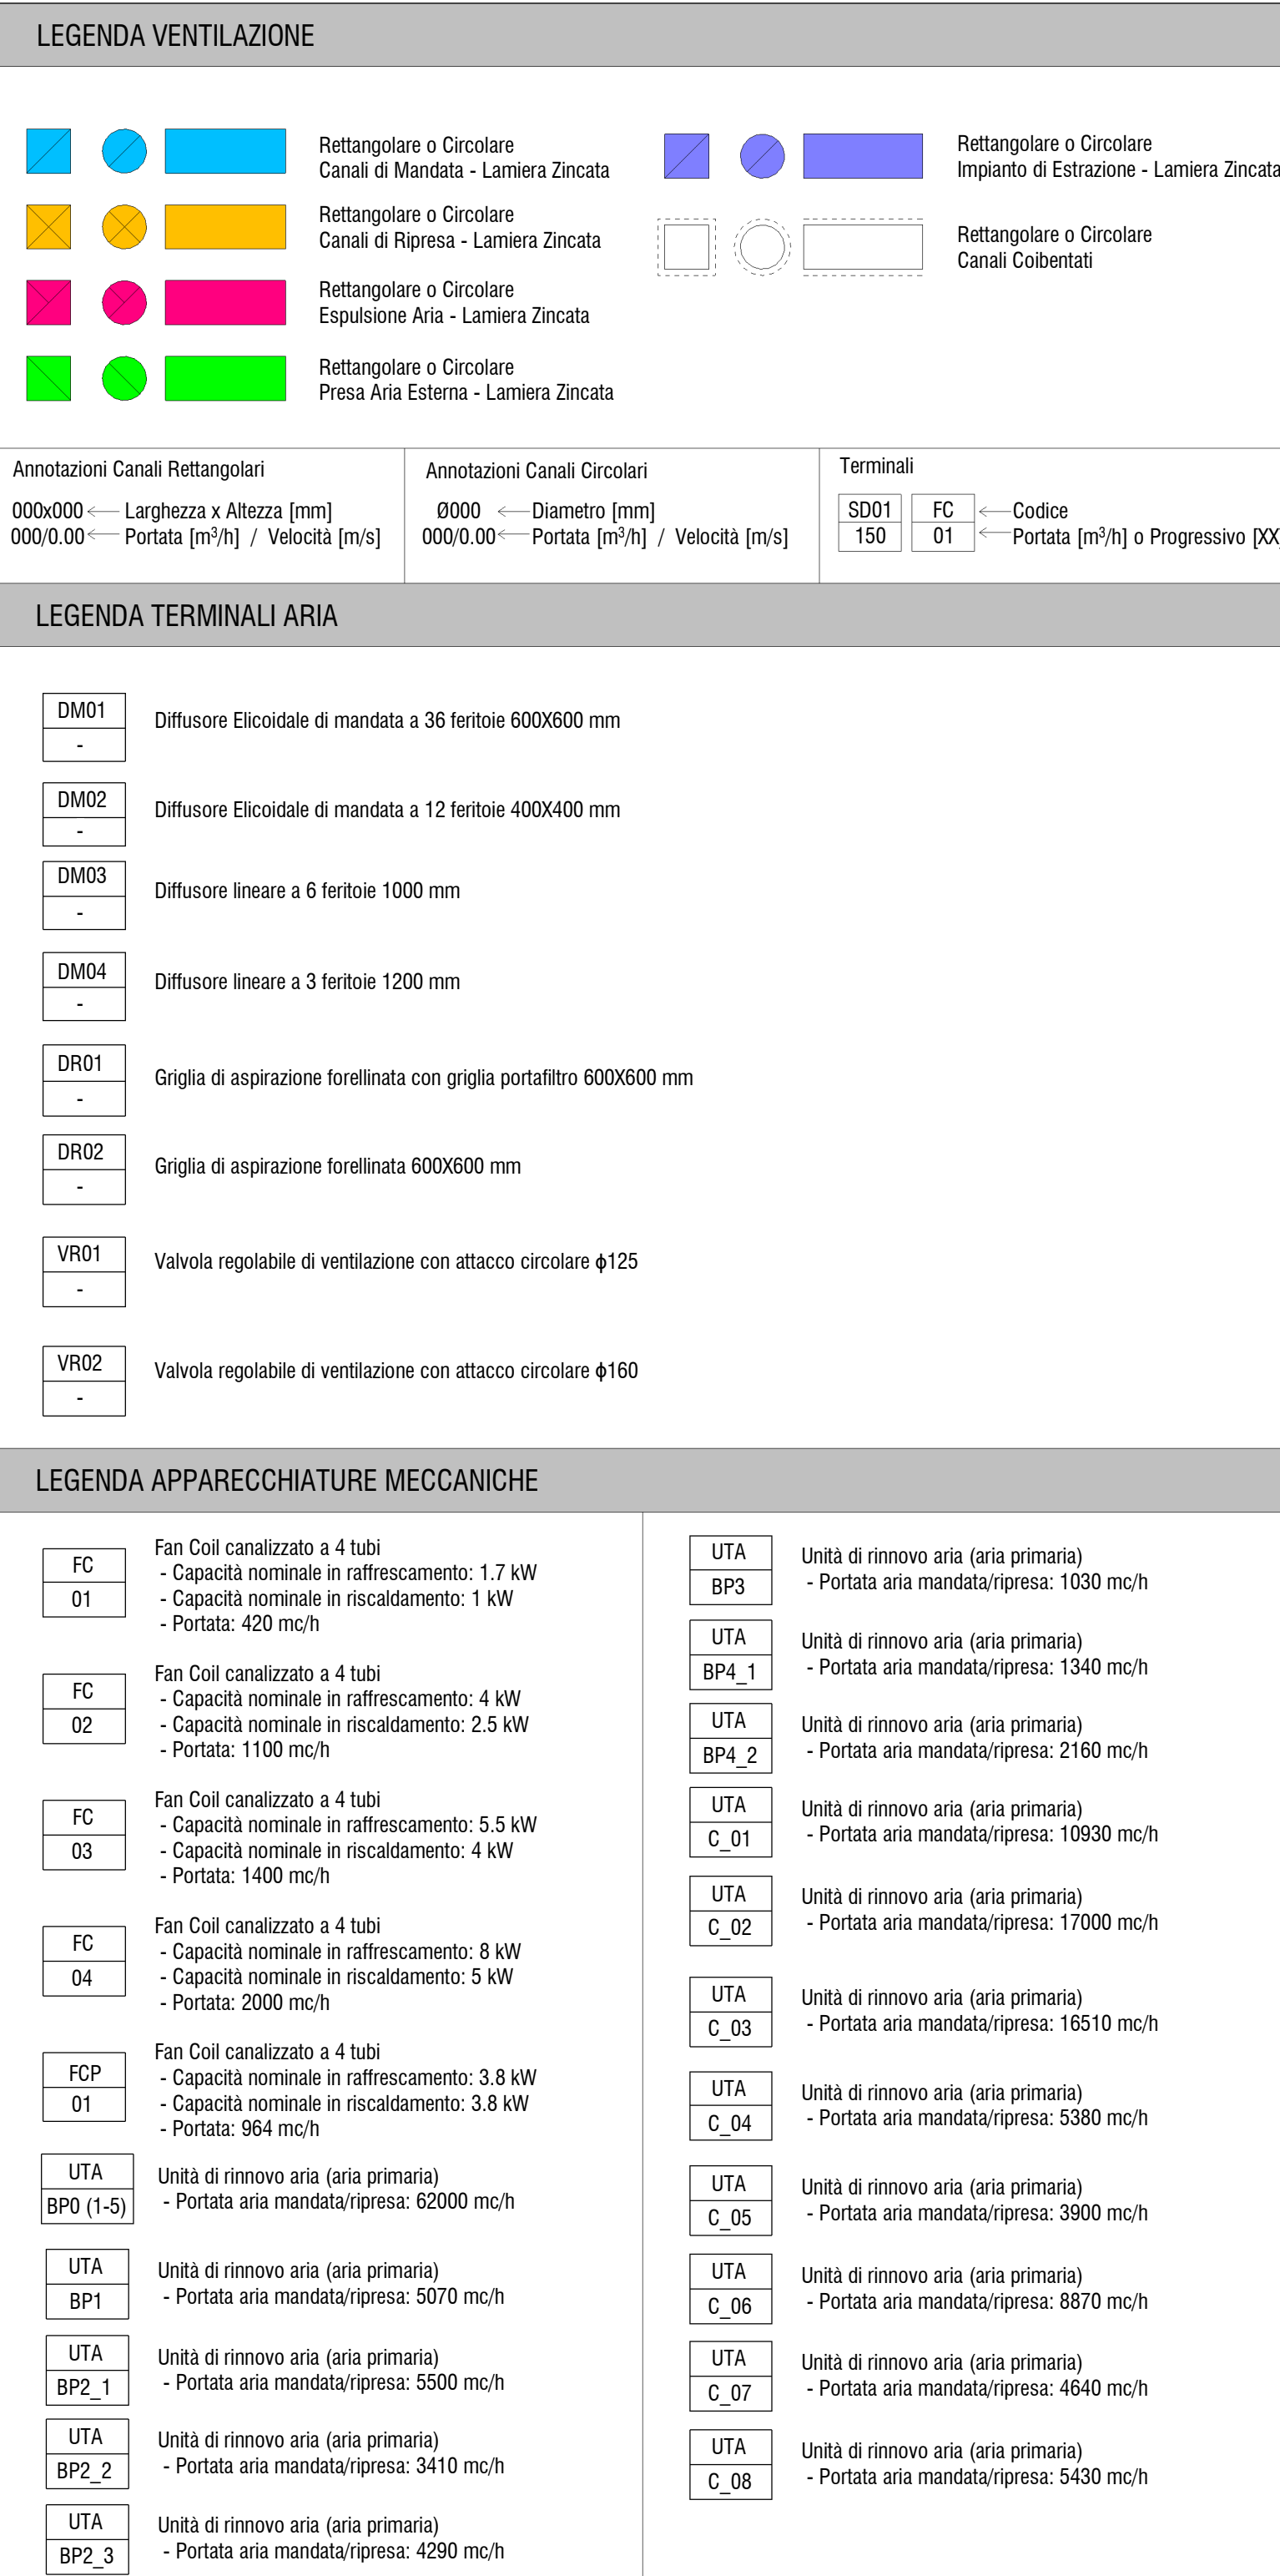 LEGENDA VENTILAZIONE
Rettangolare o Circolare
Canali di Mandata - Lamiera Zincata
Rettangolare o Circolare
Canali di Ripresa - Lamiera Zincata
Rettangolare o Circolare
Espulsione Aria - Lamiera Zincata
Rettangolare o Circolare
Presa Aria Esterna - Lamiera Zincata
Rettangolare o Circolare
Impianto di Estrazione - Lamiera Zincata
Rettangolare o Circolare
Canali Coibentati
Annotazioni Canali Rettangolari
000x000 Larghezza x Altezza [mm]
000/0.00 Portata [m³/h] / Velocità [m/s]
Annotazioni Canali Circolari
Ø000 Diametro [mm]
000/0.00 Portata [m³/h] / Velocità [m/s]
Terminali
SD01 FC Codice
150 01 Portata [m³/h] o Progressivo [XX]
LEGENDA TERMINALI ARIA
DM01
-
Diffusore Elicoidale di mandata a 36 feritoie 600X600 mm
DM02
-
Diffusore Elicoidale di mandata a 12 feritoie 400X400 mm
DM03
-
Diffusore lineare a 6 feritoie 1000 mm
DM04
-
Diffusore lineare a 3 feritoie 1200 mm
DR01
-
Griglia di aspirazione forellinata con griglia portafiltro 600X600 mm
DR02
-
Griglia di aspirazione forellinata 600X600 mm
VR01
-
Valvola regolabile di ventilazione con attacco circolare ϕ125
VR02
-
Valvola regolabile di ventilazione con attacco circolare ϕ160
LEGENDA APPARECCHIATURE MECCANICHE
FC
01
Fan Coil canalizzato a 4 tubi
- Capacità nominale in raffrescamento: 1.7 kW
- Capacità nominale in riscaldamento: 1 kW
- Portata: 420 mc/h
FC
02
Fan Coil canalizzato a 4 tubi
- Capacità nominale in raffrescamento: 4 kW
- Capacità nominale in riscaldamento: 2.5 kW
- Portata: 1100 mc/h
FC
03
Fan Coil canalizzato a 4 tubi
- Capacità nominale in raffrescamento: 5.5 kW
- Capacità nominale in riscaldamento: 4 kW
- Portata: 1400 mc/h
FC
04
Fan Coil canalizzato a 4 tubi
- Capacità nominale in raffrescamento: 8 kW
- Capacità nominale in riscaldamento: 5 kW
- Portata: 2000 mc/h
FCP
01
Fan Coil canalizzato a 4 tubi
- Capacità nominale in raffrescamento: 3.8 kW
- Capacità nominale in riscaldamento: 3.8 kW
- Portata: 964 mc/h
UTA
BP0 (1-5)
Unità di rinnovo aria (aria primaria)
- Portata aria mandata/ripresa: 62000 mc/h
UTA
BP1
Unità di rinnovo aria (aria primaria)
- Portata aria mandata/ripresa: 5070 mc/h
UTA
BP2_1
Unità di rinnovo aria (aria primaria)
- Portata aria mandata/ripresa: 5500 mc/h
UTA
BP2_2
Unità di rinnovo aria (aria primaria)
- Portata aria mandata/ripresa: 3410 mc/h
UTA
BP2_3
Unità di rinnovo aria (aria primaria)
- Portata aria mandata/ripresa: 4290 mc/h
UTA
BP3
Unità di rinnovo aria (aria primaria)
- Portata aria mandata/ripresa: 1030 mc/h
UTA
BP4_1
Unità di rinnovo aria (aria primaria)
- Portata aria mandata/ripresa: 1340 mc/h
UTA
BP4_2
Unità di rinnovo aria (aria primaria)
- Portata aria mandata/ripresa: 2160 mc/h
UTA
C_01
Unità di rinnovo aria (aria primaria)
- Portata aria mandata/ripresa: 10930 mc/h
UTA
C_02
Unità di rinnovo aria (aria primaria)
- Portata aria mandata/ripresa: 17000 mc/h
UTA
C_03
Unità di rinnovo aria (aria primaria)
- Portata aria mandata/ripresa: 16510 mc/h
UTA
C_04
Unità di rinnovo aria (aria primaria)
- Portata aria mandata/ripresa: 5380 mc/h
UTA
C_05
Unità di rinnovo aria (aria primaria)
- Portata aria mandata/ripresa: 3900 mc/h
UTA
C_06
Unità di rinnovo aria (aria primaria)
- Portata aria mandata/ripresa: 8870 mc/h
UTA
C_07
Unità di rinnovo aria (aria primaria)
- Portata aria mandata/ripresa: 4640 mc/h
UTA
C_08
Unità di rinnovo aria (aria primaria)
- Portata aria mandata/ripresa: 5430 mc/h